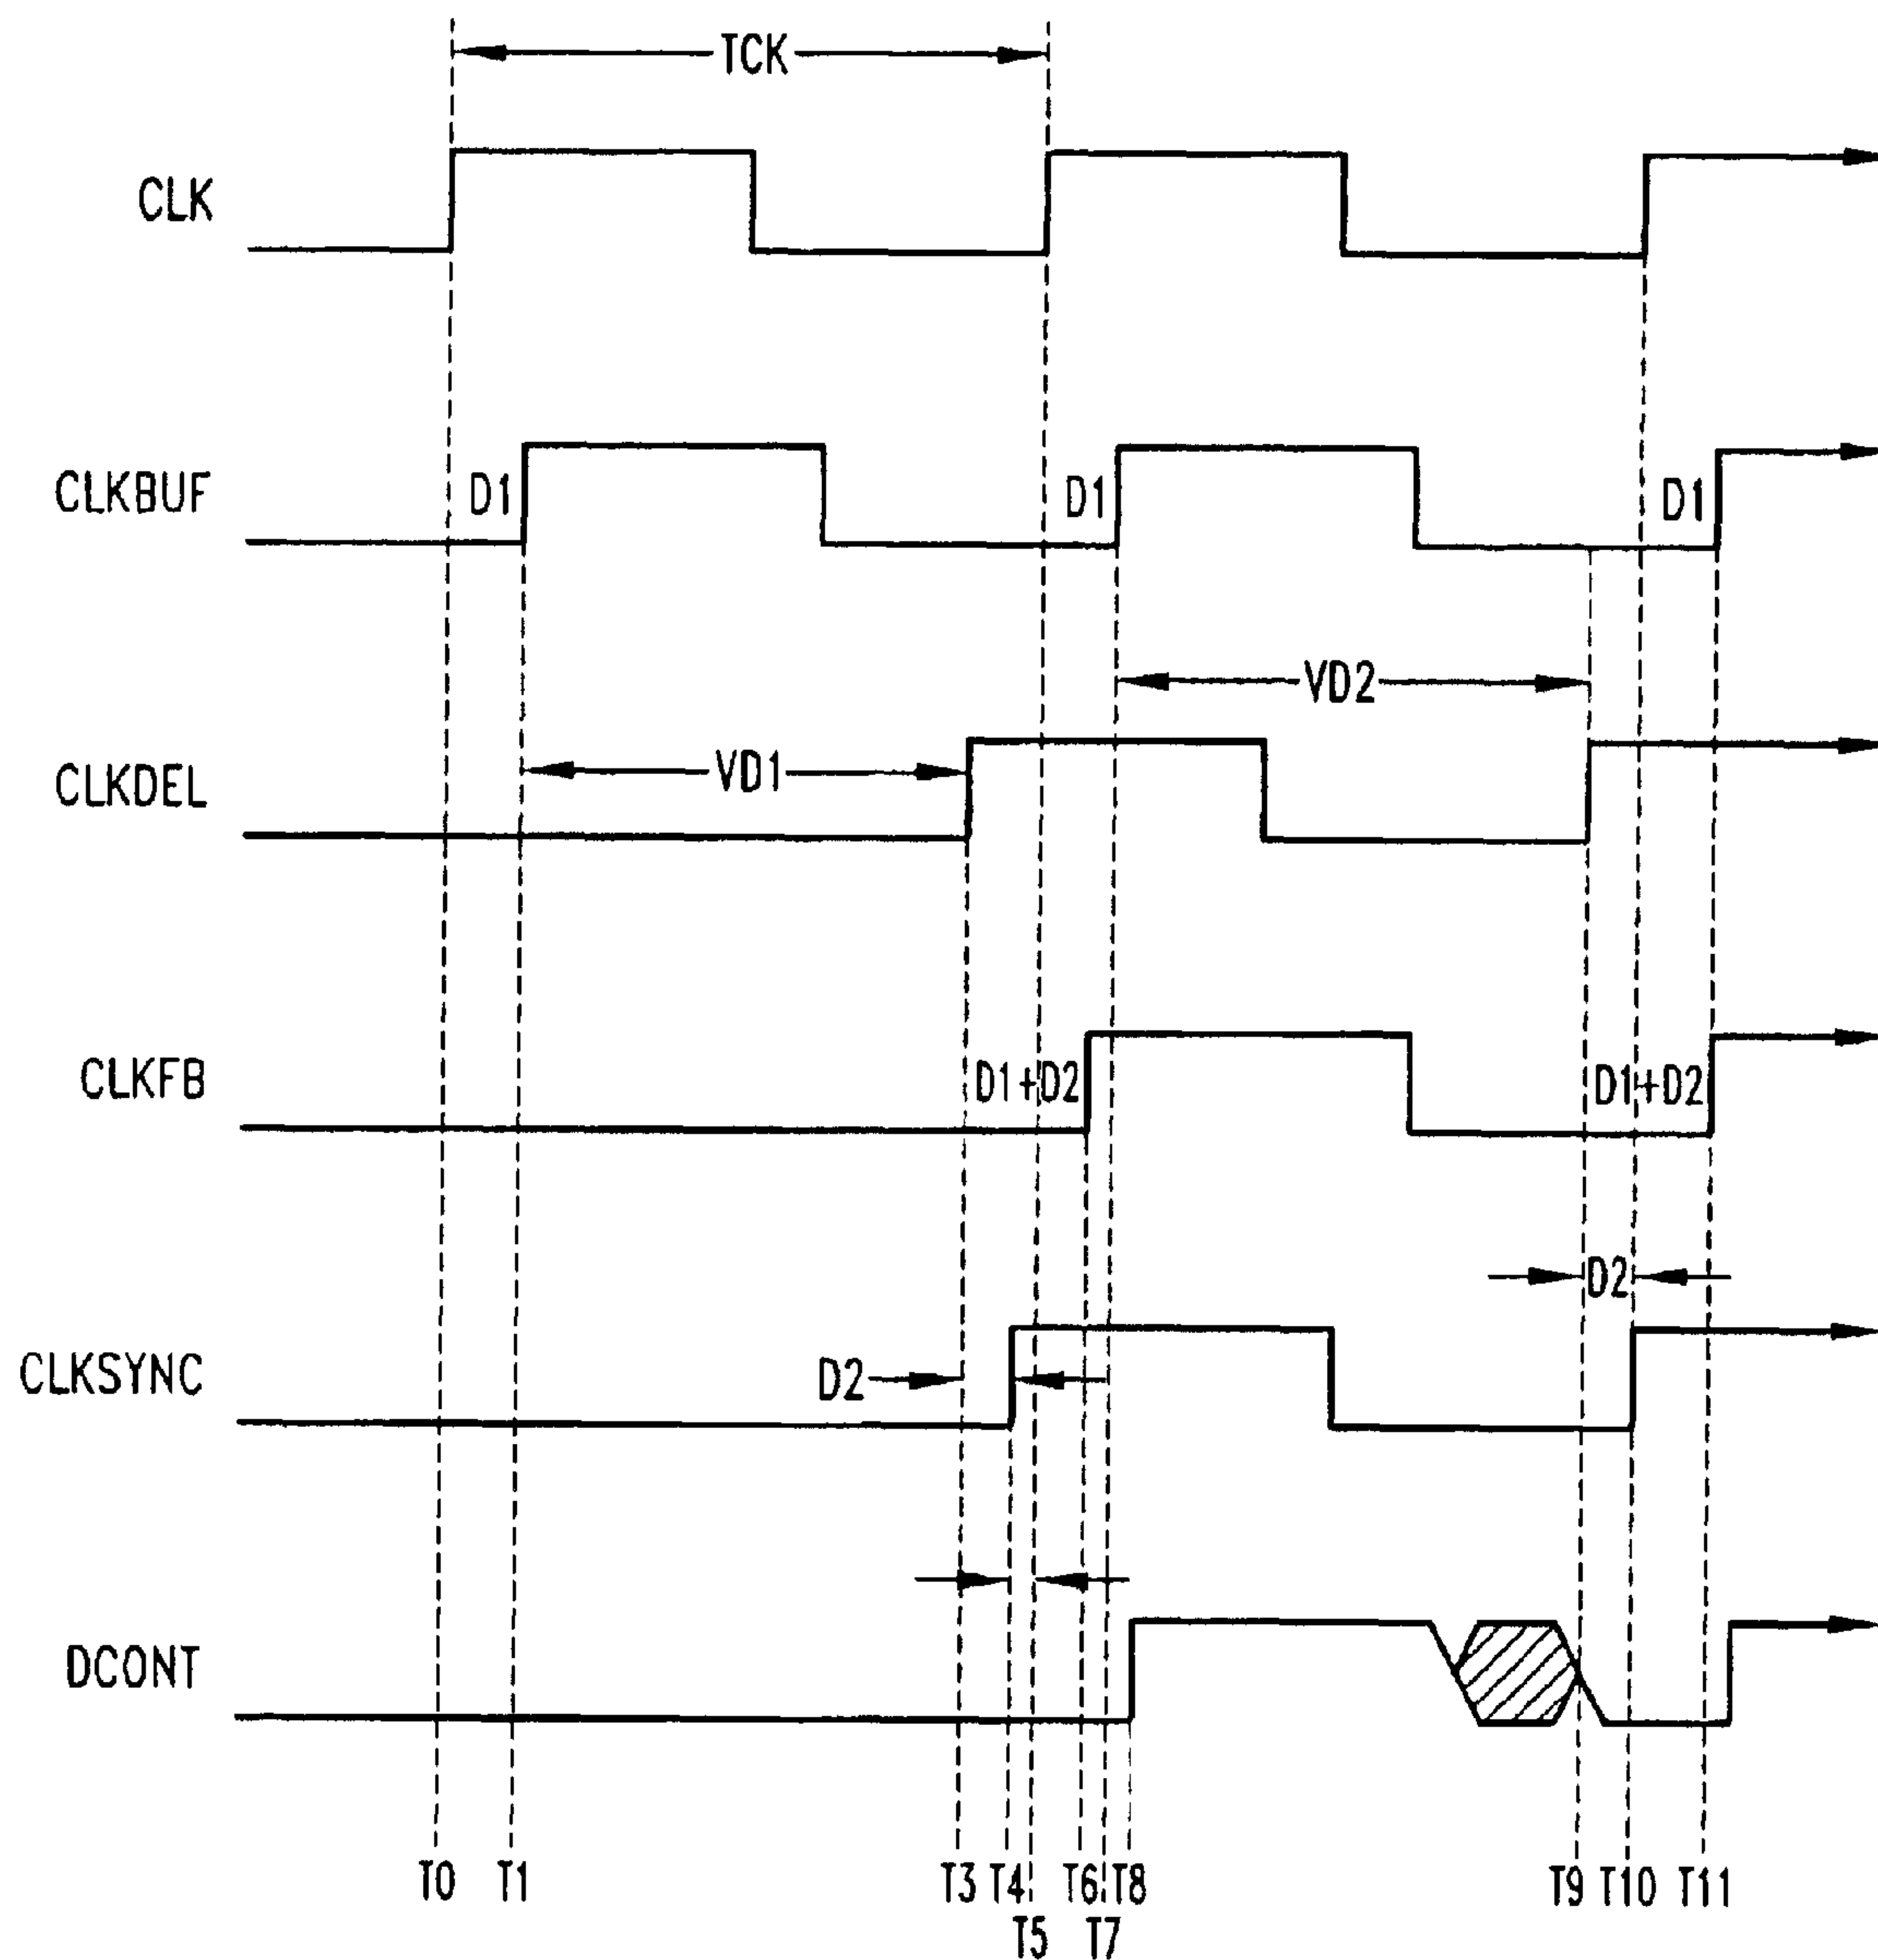 TCK
CLK
CLKBUF D1 D1 D1
VD2
CLKDEL VD1
CLKFB D1+D2 D1+D2
D2
CLKSYNC D2
DCONT
T0 T1 T3 T4 T6 T8 T9 T10 T11
T5 T7